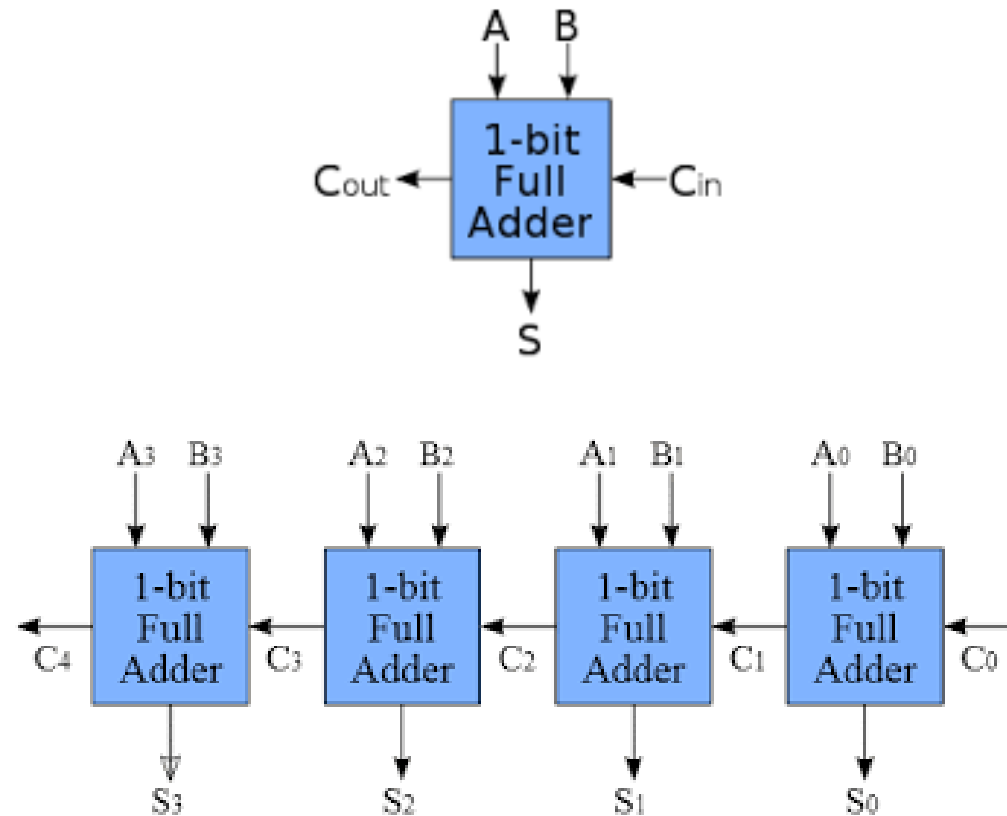 A B
1-bit
Cout Full Cin
Adder
S
A3 B3 A2 B2 A1 B1 A0 B0
1-bit 1-bit 1-bit 1-bit
Full Full Full Full
C4 Adder C3 Adder C2 Adder C1 Adder C0
S3 S2 S1 S0